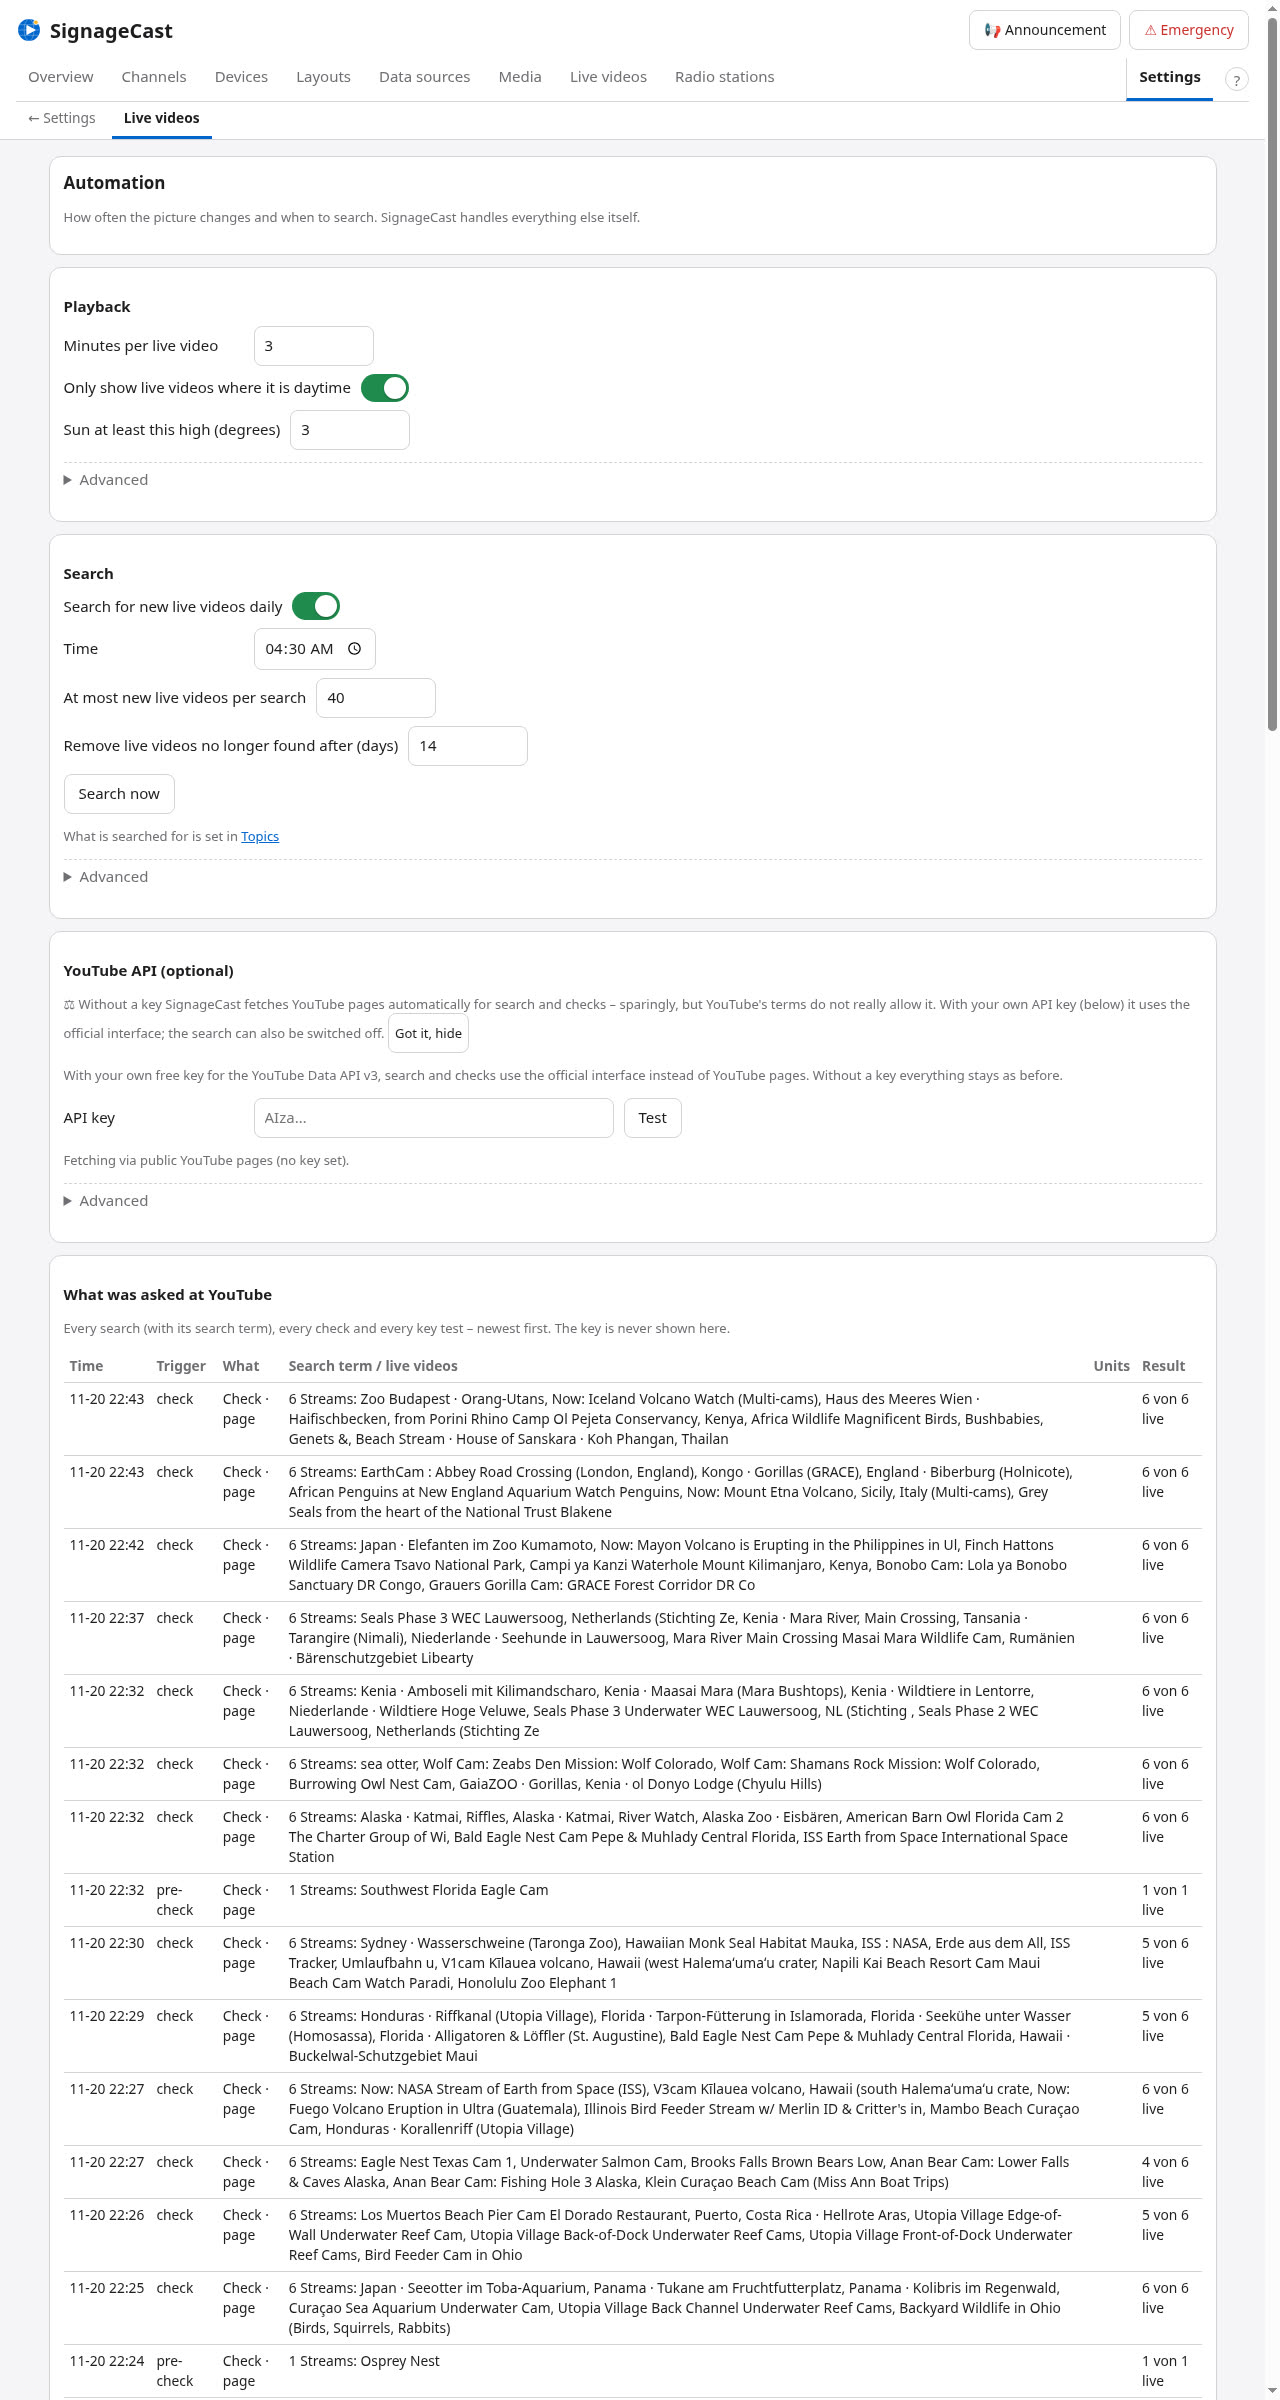 SignageCast
📢 Announcement
⚠ Emergency
Overview
Channels
Devices
Layouts
Data sources
Media
Live videos
Radio stations
Settings
?
← Settings
Live videos
Automation
How often the picture changes and when to search. SignageCast handles everything else itself.
Playback
Minutes per live video
3
Only show live videos where it is daytime
Sun at least this high (degrees)
3
▶ Advanced
Search
Search for new live videos daily
Time
04:30 AM
At most new live videos per search
40
Remove live videos no longer found after (days)
14
Search now
What is searched for is set in Topics
▶ Advanced
YouTube API (optional)
⚖ Without a key SignageCast fetches YouTube pages automatically for search and checks – sparingly, but YouTube's terms do not really allow it. With your own API key (below) it uses the
official interface; the search can also be switched off. Got it, hide
With your own free key for the YouTube Data API v3, search and checks use the official interface instead of YouTube pages. Without a key everything stays as before.
API key
AIza...
Test
Fetching via public YouTube pages (no key set).
▶ Advanced
What was asked at YouTube
Every search (with its search term), every check and every key test – newest first. The key is never shown here.
Time Trigger What Search term / live videos Units Result
11-20 22:43 check Check · page
6 Streams: Zoo Budapest · Orang-Utans, Now: Iceland Volcano Watch (Multi-cams), Haus des Meeres Wien ·
Haifischbecken, from Porini Rhino Camp Ol Pejeta Conservancy, Kenya, Africa Wildlife Magnificent Birds, Bushbabies,
Genets &, Beach Stream · House of Sanskara · Koh Phangan, Thailan
6 von 6 live
11-20 22:43 check Check · page
6 Streams: EarthCam : Abbey Road Crossing (London, England), Kongo · Gorillas (GRACE), England · Biberburg (Holnicote),
African Penguins at New England Aquarium Watch Penguins, Now: Mount Etna Volcano, Sicily, Italy (Multi-cams), Grey
Seals from the heart of the National Trust Blakene
6 von 6 live
11-20 22:42 check Check · page
6 Streams: Japan · Elefanten im Zoo Kumamoto, Now: Mayon Volcano is Erupting in the Philippines in Ul, Finch Hattons
Wildlife Camera Tsavo National Park, Campi ya Kanzi Waterhole Mount Kilimanjaro, Kenya, Bonobo Cam: Lola ya Bonobo
Sanctuary DR Congo, Grauers Gorilla Cam: GRACE Forest Corridor DR Co
6 von 6 live
11-20 22:37 check Check · page
6 Streams: Seals Phase 3 WEC Lauwersoog, Netherlands (Stichting Ze, Kenia · Mara River, Main Crossing, Tansania ·
Tarangire (Nimali), Niederlande · Seehunde in Lauwersoog, Mara River Main Crossing Masai Mara Wildlife Cam, Rumänien
· Bärenschutzgebiet Libearty
6 von 6 live
11-20 22:32 check Check · page
6 Streams: Kenia · Amboseli mit Kilimandscharo, Kenia · Maasai Mara (Mara Bushtops), Kenia · Wildtiere in Lentorre,
Niederlande · Wildtiere Hoge Veluwe, Seals Phase 3 Underwater WEC Lauwersoog, NL (Stichting , Seals Phase 2 WEC
Lauwersoog, Netherlands (Stichting Ze
6 von 6 live
11-20 22:32 check Check · page
6 Streams: sea otter, Wolf Cam: Zeabs Den Mission: Wolf Colorado, Wolf Cam: Shamans Rock Mission: Wolf Colorado,
Burrowing Owl Nest Cam, GaiaZOO · Gorillas, Kenia · ol Donyo Lodge (Chyulu Hills)
6 von 6 live
11-20 22:32 check Check · page
6 Streams: Alaska · Katmai, Riffles, Alaska · Katmai, River Watch, Alaska Zoo · Eisbären, American Barn Owl Florida Cam 2
The Charter Group of Wi, Bald Eagle Nest Cam Pepe & Muhlady Central Florida, ISS Earth from Space International Space
Station
6 von 6 live
11-20 22:32 pre-check Check · page
1 Streams: Southwest Florida Eagle Cam
1 von 1 live
11-20 22:30 check Check · page
6 Streams: Sydney · Wasserschweine (Taronga Zoo), Hawaiian Monk Seal Habitat Mauka, ISS : NASA, Erde aus dem All, ISS
Tracker, Umlaufbahn u, V1cam Kīlauea volcano, Hawaii (west Halemaʻumaʻu crater, Napili Kai Beach Resort Cam Maui
Beach Cam Watch Paradi, Honolulu Zoo Elephant 1
5 von 6 live
11-20 22:29 check Check · page
6 Streams: Honduras · Riffkanal (Utopia Village), Florida · Tarpon-Fütterung in Islamorada, Florida · Seekühe unter Wasser
(Homosassa), Florida · Alligatoren & Löffler (St. Augustine), Bald Eagle Nest Cam Pepe & Muhlady Central Florida, Hawaii ·
Buckelwal-Schutzgebiet Maui
5 von 6 live
11-20 22:27 check Check · page
6 Streams: Now: NASA Stream of Earth from Space (ISS), V3cam Kīlauea volcano, Hawaii (south Halemaʻumaʻu crate, Now:
Fuego Volcano Eruption in Ultra (Guatemala), Illinois Bird Feeder Stream w/ Merlin ID & Critter's in, Mambo Beach Curaçao
Cam, Honduras · Korallenriff (Utopia Village)
6 von 6 live
11-20 22:27 check Check · page
6 Streams: Eagle Nest Texas Cam 1, Underwater Salmon Cam, Brooks Falls Brown Bears Low, Anan Bear Cam: Lower Falls
& Caves Alaska, Anan Bear Cam: Fishing Hole 3 Alaska, Klein Curaçao Beach Cam (Miss Ann Boat Trips)
4 von 6 live
11-20 22:26 check Check · page
6 Streams: Los Muertos Beach Pier Cam El Dorado Restaurant, Puerto, Costa Rica · Hellrote Aras, Utopia Village Edge-of-
Wall Underwater Reef Cam, Utopia Village Back-of-Dock Underwater Reef Cams, Utopia Village Front-of-Dock Underwater
Reef Cams, Bird Feeder Cam in Ohio
5 von 6 live
11-20 22:25 check Check · page
6 Streams: Japan · Seeotter im Toba-Aquarium, Panama · Tukane am Fruchtfutterplatz, Panama · Kolibris im Regenwald,
Curaçao Sea Aquarium Underwater Cam, Utopia Village Back Channel Underwater Reef Cams, Backyard Wildlife in Ohio
(Birds, Squirrels, Rabbits)
6 von 6 live
11-20 22:24 pre-check Check · page
1 Streams: Osprey Nest
1 von 1 live